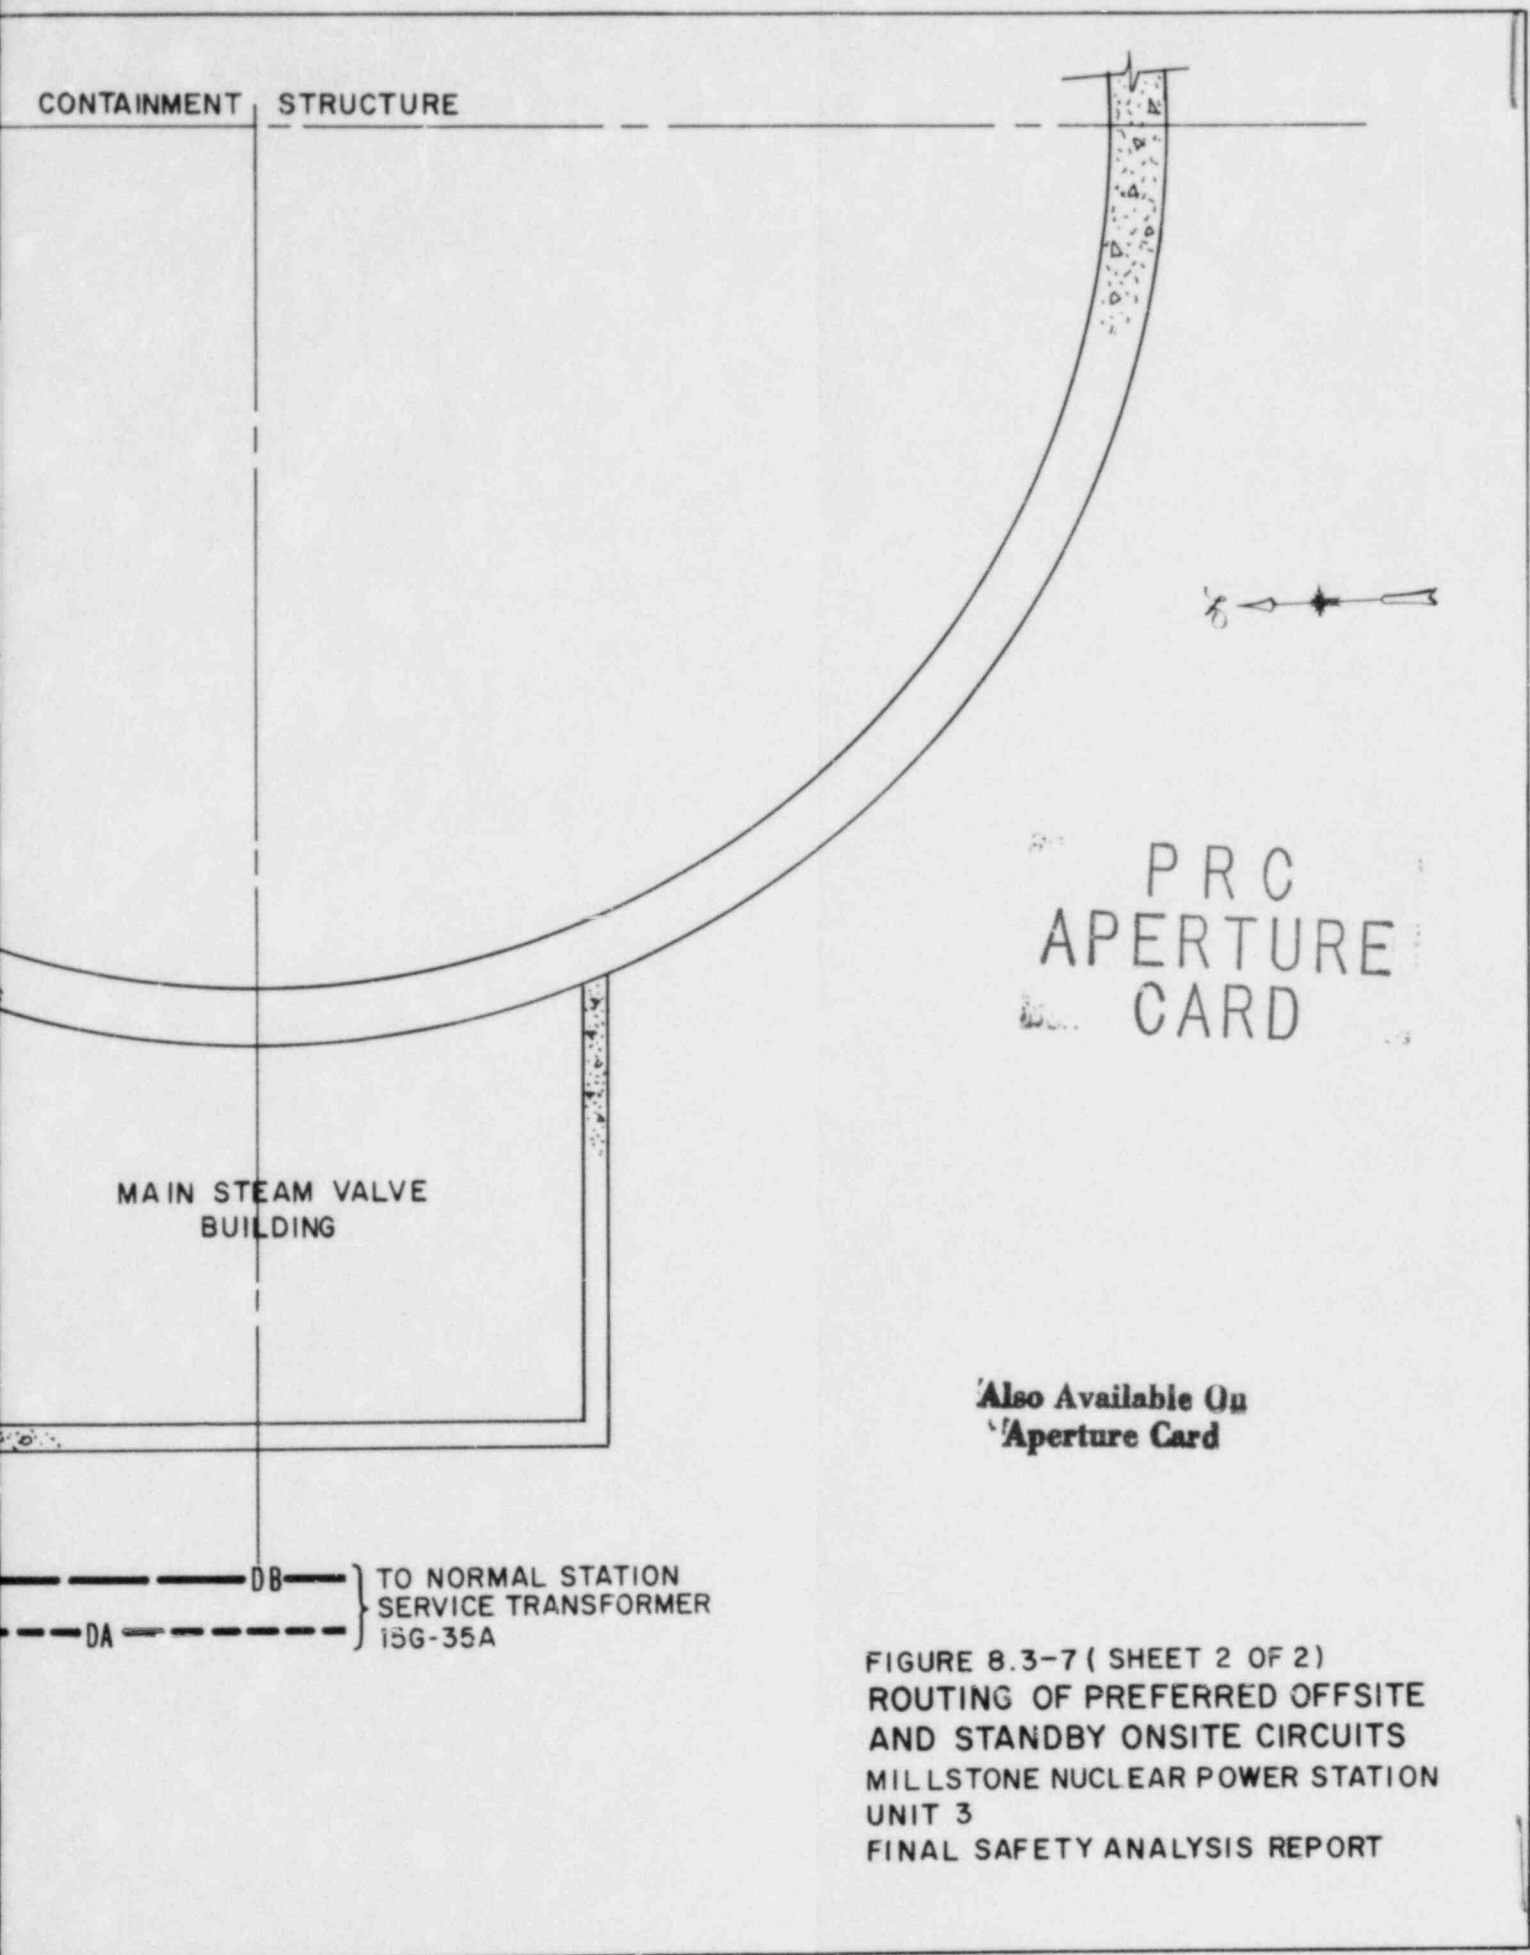 CONTAINMENT STRUCTURE
PRC
APERTURE
CARD
MAIN STEAM VALVE
BUILDING
Also Available On
Aperture Card
DB
DA
TO NORMAL STATION
SERVICE TRANSFORMER
15G-35A
FIGURE 8.3-7 ( SHEET 2 OF 2)
ROUTING OF PREFERRED OFFSITE
AND STANDBY ONSITE CIRCUITS
MILLSTONE NUCLEAR POWER STATION
UNIT 3
FINAL SAFETY ANALYSIS REPORT